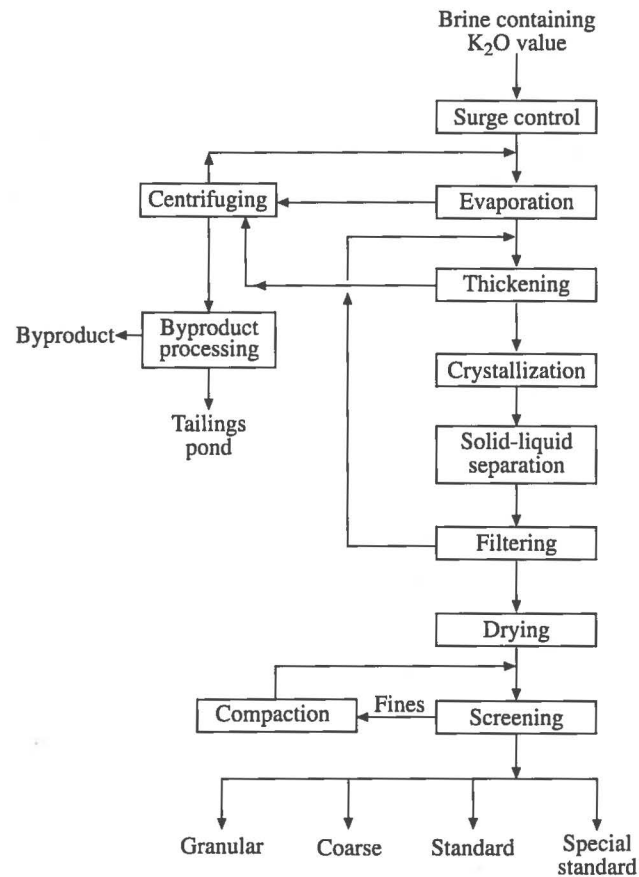 Brine containing
K₂O value
Surge control
Centrifuging
Evaporation
Thickening
Byproduct
Byproduct
processing
Crystallization
Tailings
pond
Solid-liquid
separation
Filtering
Drying
Compaction
Fines
Screening
Granular
Coarse
Standard
Special
standard